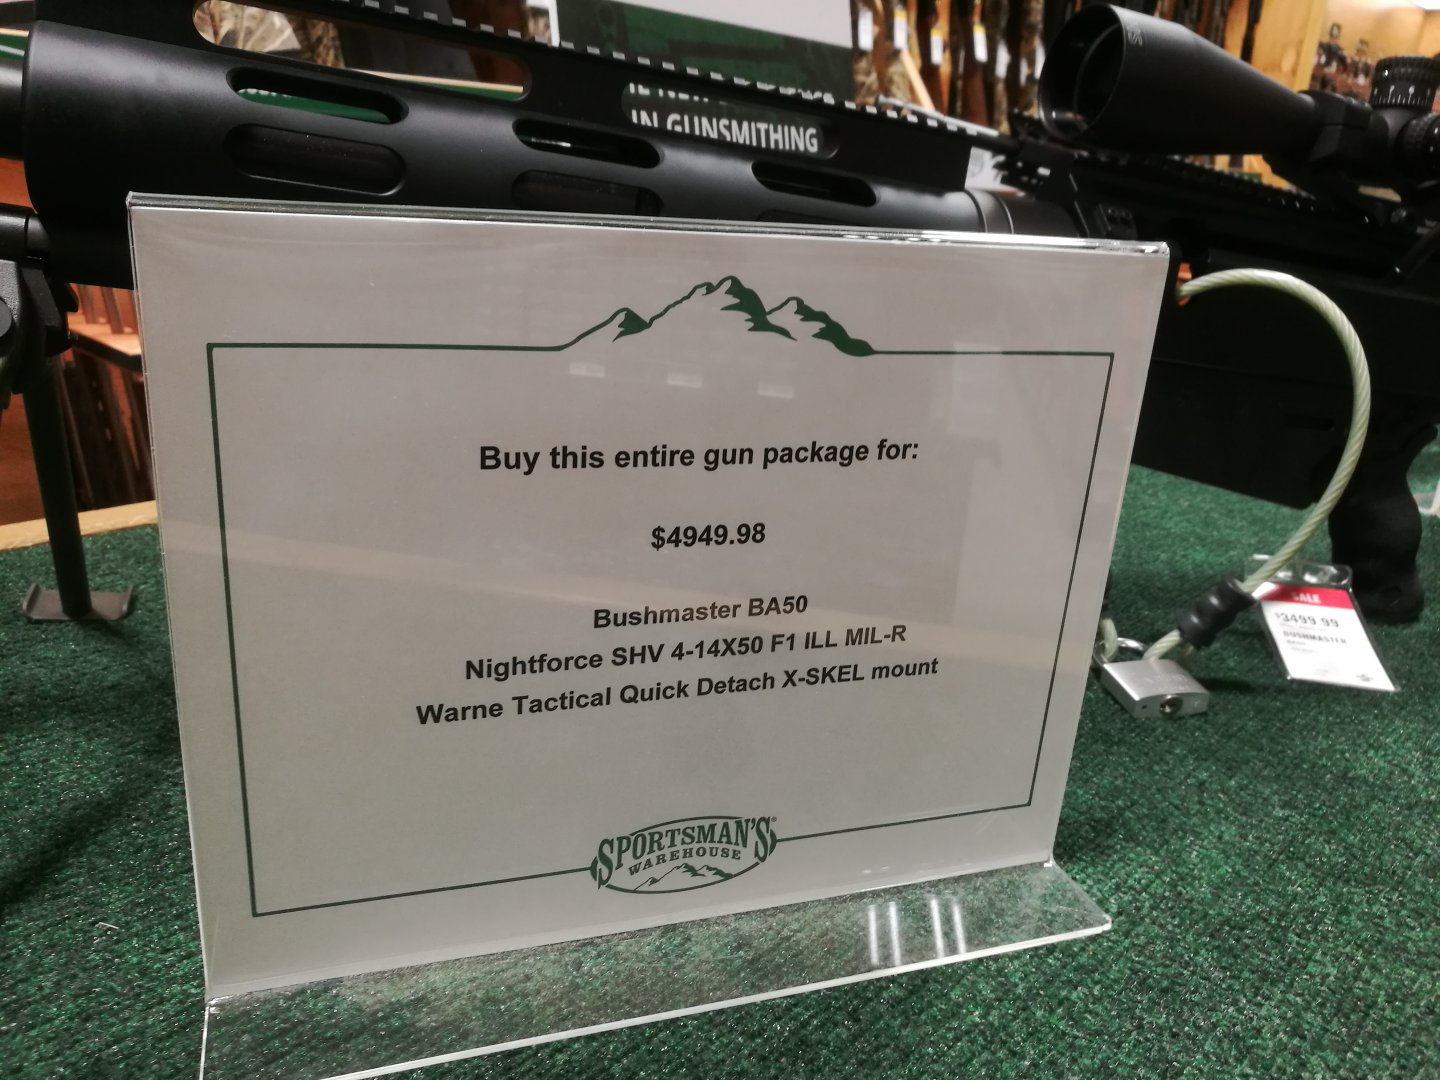 IN GUNSMITHING
Buy this entire gun package for:
$4949.98
Bushmaster BA50
Nightforce SHV 4-14X50 F1 ILL MIL-R
Warne Tactical Quick Detach X-SKEL mount
SPORTSMAN'S®
WAREHOUSE
SALE
$3499.99
BUSHMASTER